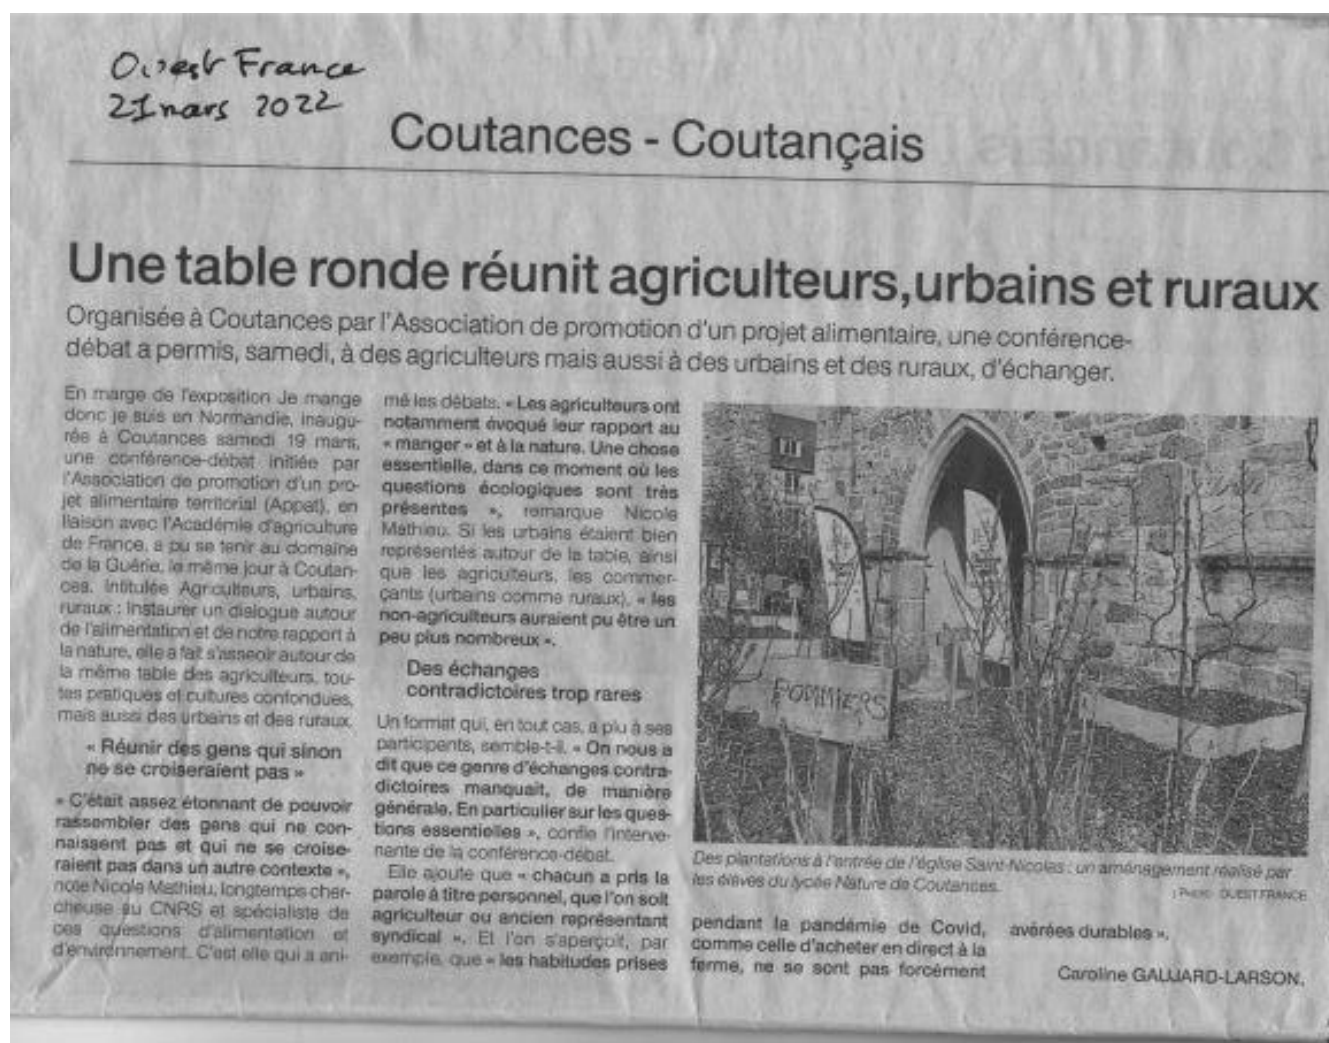 Ouest France
21 mars 2022
Coutances - Coutançais
Une table ronde réunit agriculteurs,urbains et ruraux
Organisée à Coutances par l'Association de promotion d'un projet alimentaire, une conférence-
débat a permis, samedi, à des agriculteurs mais aussi à des urbains et des ruraux, d'échanger.
En marge de l'exposition Je mange
donc je suis en Normandie, inaugu-
rée à Coutances samedi 19 mars,
une conférence-débat initiée par
l'Association de promotion d'un pro-
jet alimentaire territorial (Appat), en
liaison avec l'Académie d'agriculture
de France, a pu se tenir au domaine
de la Guérie, le même jour à Coutan-
ces. Intitulée Agriculteurs, urbains,
ruraux : Instaurer un dialogue autour
de l'alimentation et de notre rapport à
la nature, elle a fait s'asseoir autour de
la même table des agriculteurs, tou-
tes pratiques et cultures confondues,
mais aussi des urbains et des ruraux.
« Réunir des gens qui sinon
ne se croiseraient pas »
« C'était assez étonnant de pouvoir
rassembler des gens qui ne con-
naissent pas et qui ne se croise-
raient pas dans un autre contexte »,
note Nicole Mathieu, longtemps cher-
cheuse au CNRS et spécialiste de
ces questions d'alimentation et
d'environnement. C'est elle qui a ani-
mé les débats. « Les agriculteurs ont
notamment évoqué leur rapport au
« manger » et à la nature. Une chose
essentielle, dans ce moment où les
questions écologiques sont très
présentes », remarque Nicole
Mathieu. Si les urbains étaient bien
représentés autour de la table, ainsi
que les agriculteurs, les commer-
çants (urbains comme ruraux), « les
non-agriculteurs auraient pu être un
peu plus nombreux ».
Des échanges
contradictoires trop rares
Un format qui, en tout cas, a plu à ses
participants, semble-t-il. « On nous a
dit que ce genre d'échanges contra-
dictoires manquait, de manière
générale. En particulier sur les ques-
tions essentielles », confie l'interve-
nante de la conférence-débat.
Elle ajoute que « chacun a pris la
parole à titre personnel, que l'on soit
agriculteur ou ancien représentant
syndical ». Et l'on s'aperçoit, par
exemple, que « les habitudes prises
POMMIERS
Des plantations à l'entrée de l'église Saint-Nicolas : un aménagement réalisé par
les élèves du lycée Nature de Coutances.
| PHOTO : OUEST FRANCE
pendant la pandémie de Covid,
comme celle d'acheter en direct à la
ferme, ne se sont pas forcément
avérées durables ».
Caroline GAUJARD-LARSON.